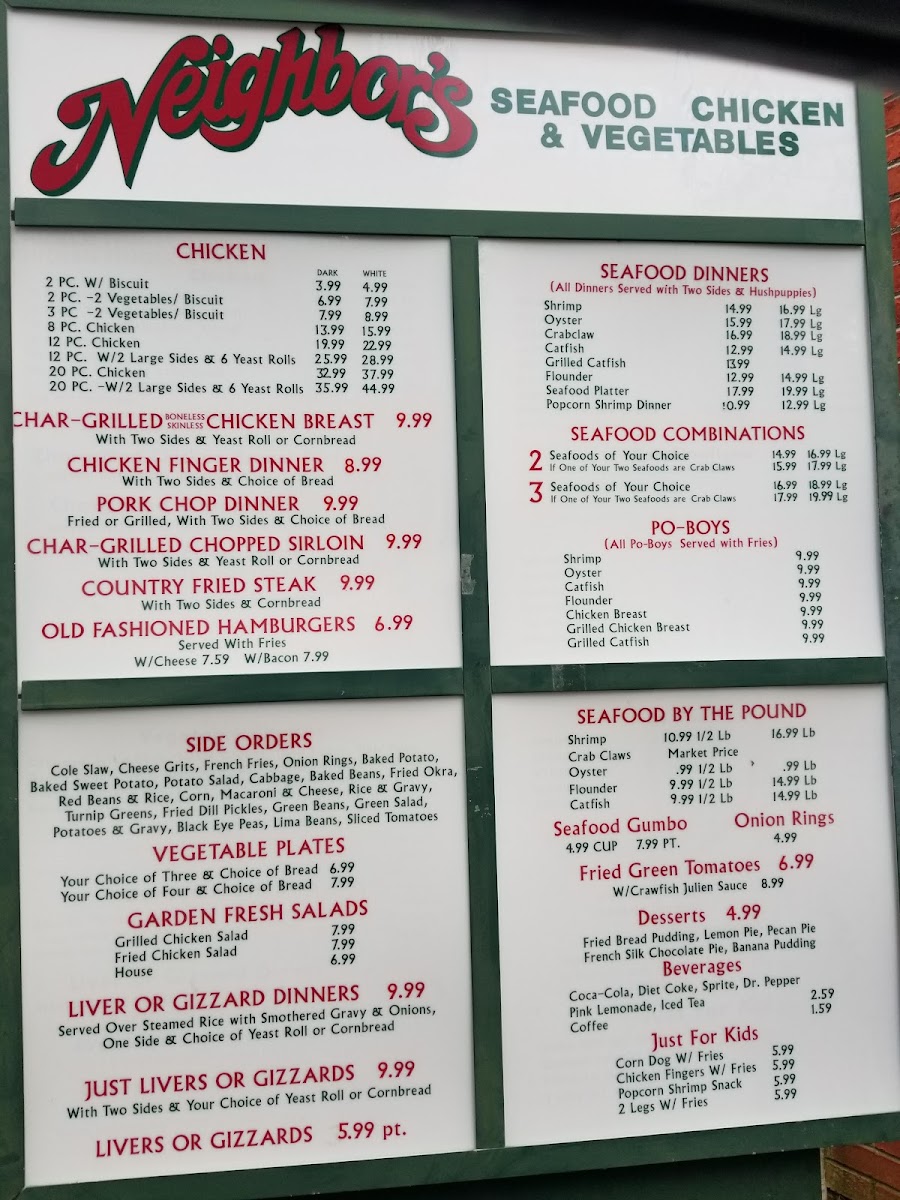 Neighbor's
SEAFOOD CHICKEN
& VEGETABLES
CHICKEN
DARK WHITE
2 PC. W/ Biscuit 3.99 4.99
2 PC. -2 Vegetables/ Biscuit 6.99 7.99
3 PC -2 Vegetables/ Biscuit 7.99 8.99
8 PC. Chicken 13.99 15.99
12 PC. Chicken 19.99 22.99
12 PC. W/2 Large Sides & 6 Yeast Rolls 25.99 28.99
20 PC. Chicken 32.99 37.99
20 PC. -W/2 Large Sides & 6 Yeast Rolls 35.99 44.99
CHAR-GRILLED BONELESS SKINLESS CHICKEN BREAST 9.99
With Two Sides & Yeast Roll or Cornbread
CHICKEN FINGER DINNER 8.99
With Two Sides & Choice of Bread
PORK CHOP DINNER 9.99
Fried or Grilled, With Two Sides & Choice of Bread
CHAR-GRILLED CHOPPED SIRLOIN 9.99
With Two Sides & Yeast Roll or Cornbread
COUNTRY FRIED STEAK 9.99
With Two Sides & Cornbread
OLD FASHIONED HAMBURGERS 6.99
Served With Fries
W/Cheese 7.59 W/Bacon 7.99
SEAFOOD DINNERS
(All Dinners Served with Two Sides & Hushpuppies)
Shrimp 14.99 16.99 Lg
Oyster 15.99 17.99 Lg
Crabclaw 16.99 18.99 Lg
Catfish 12.99 14.99 Lg
Grilled Catfish 13.99
Flounder 12.99 14.99 Lg
Seafood Platter 17.99 19.99 Lg
Popcorn Shrimp Dinner 10.99 12.99 Lg
SEAFOOD COMBINATIONS
2 Seafoods of Your Choice 14.99 16.99 Lg
If One of Your Two Seafoods are Crab Claws 15.99 17.99 Lg
3 Seafoods of Your Choice 16.99 18.99 Lg
If One of Your Two Seafoods are Crab Claws 17.99 19.99 Lg
PO-BOYS
(All Po-Boys Served with Fries)
Shrimp 9.99
Oyster 9.99
Catfish 9.99
Flounder 9.99
Chicken Breast 9.99
Grilled Chicken Breast 9.99
Grilled Catfish 9.99
SIDE ORDERS
Cole Slaw, Cheese Grits, French Fries, Onion Rings, Baked Potato,
Baked Sweet Potato, Potato Salad, Cabbage, Baked Beans, Fried Okra,
Red Beans & Rice, Corn, Macaroni & Cheese, Rice & Gravy,
Turnip Greens, Fried Dill Pickles, Green Beans, Green Salad,
Potatoes & Gravy, Black Eye Peas, Lima Beans, Sliced Tomatoes
VEGETABLE PLATES
Your Choice of Three & Choice of Bread 6.99
Your Choice of Four & Choice of Bread 7.99
GARDEN FRESH SALADS
Grilled Chicken Salad 7.99
Fried Chicken Salad 7.99
House 6.99
LIVER OR GIZZARD DINNERS 9.99
Served Over Steamed Rice with Smothered Gravy & Onions,
One Side & Choice of Yeast Roll or Cornbread
JUST LIVERS OR GIZZARDS 9.99
With Two Sides & Your Choice of Yeast Roll or Cornbread
LIVERS OR GIZZARDS 5.99 pt.
SEAFOOD BY THE POUND
Shrimp 10.99 1/2 Lb 16.99 Lb
Crab Claws Market Price
Oyster .99 1/2 Lb .99 Lb
Flounder 9.99 1/2 Lb 14.99 Lb
Catfish 9.99 1/2 Lb 14.99 Lb
Seafood Gumbo Onion Rings
4.99 CUP 7.99 PT. 4.99
Fried Green Tomatoes 6.99
W/Crawfish Julien Sauce 8.99
Desserts 4.99
Fried Bread Pudding, Lemon Pie, Pecan Pie
French Silk Chocolate Pie, Banana Pudding
Beverages
Coca-Cola, Diet Coke, Sprite, Dr. Pepper
Pink Lemonade, Iced Tea 2.59
Coffee 1.59
Just For Kids
Corn Dog W/ Fries 5.99
Chicken Fingers W/ Fries 5.99
Popcorn Shrimp Snack 5.99
2 Legs W/ Fries 5.99